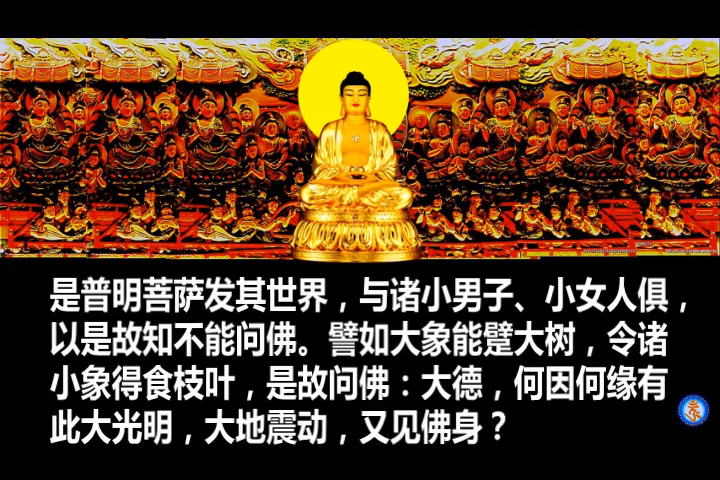 是普明菩萨发其世界，与诸小男子、小女人俱，
以是故知不能问佛。譬如大象能躄大树，令诸
小象得食枝叶，是故问佛：大德，何因何缘有
此大光明，大地震动，又见佛身？